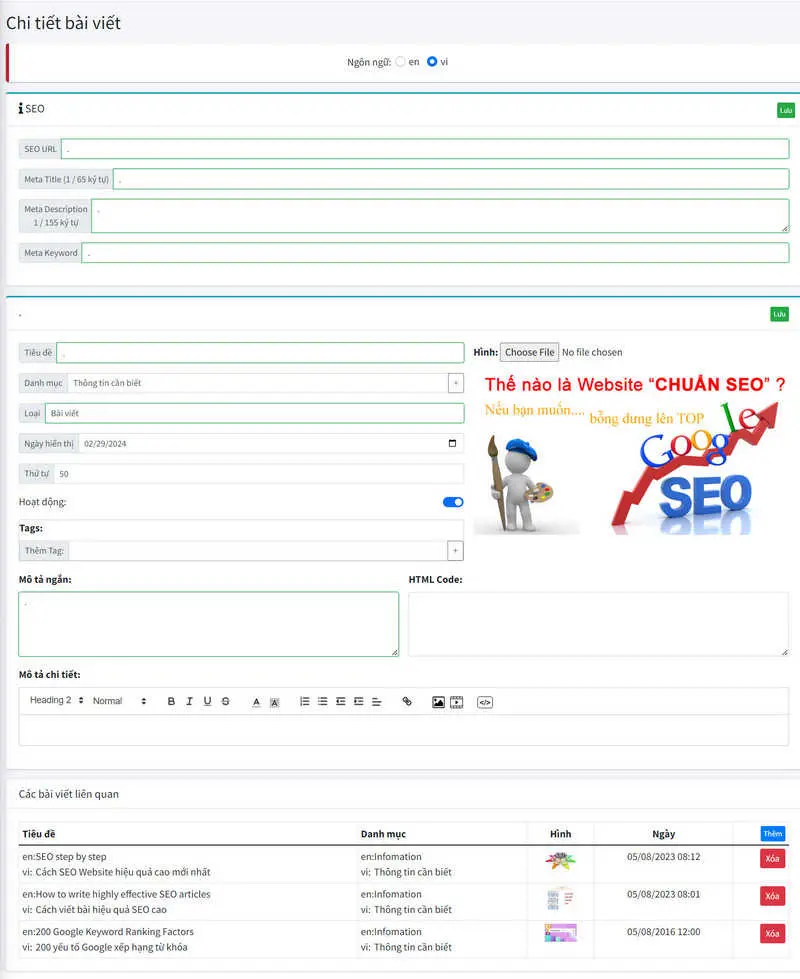 Chi tiết bài viết
Ngôn ngữ: en vi
SEO
Lưu
SEO URL .
Meta Title (1 / 65 ký tự) .
Meta Description
1 / 155 ký tự
.
Meta Keyword .
.
Lưu
Tiêu đề .
Hình: Choose File No file chosen
Danh mục Thông tin cần biết +
Loại Bài viết
Ngày hiển thị 02/29/2024
Thứ tự 50
Hoạt động:
Tags:
Thêm Tag: +
Thế nào là Website “CHUẨN SEO” ?
Nếu bạn muốn....
bỗng dưng lên TOP
Google
SEO
Mô tả ngắn:
.
HTML Code:
Mô tả chi tiết:
Heading 2 Normal B I U S A A </>
Các bài viết liên quan
Tiêu đề Danh mục Hình Ngày Thêm
en:SEO step by step en:Infomation 05/08/2023 08:12 Xóa
vi: Cách SEO Website hiệu quả cao mới nhất vi: Thông tin cần biết
en:How to write highly effective SEO articles en:Infomation 05/08/2023 08:01 Xóa
vi: Cách viết bài hiệu quả SEO cao vi: Thông tin cần biết
en:200 Google Keyword Ranking Factors en:Infomation 05/08/2016 12:00 Xóa
vi: 200 yếu tố Google xếp hạng từ khóa vi: Thông tin cần biết